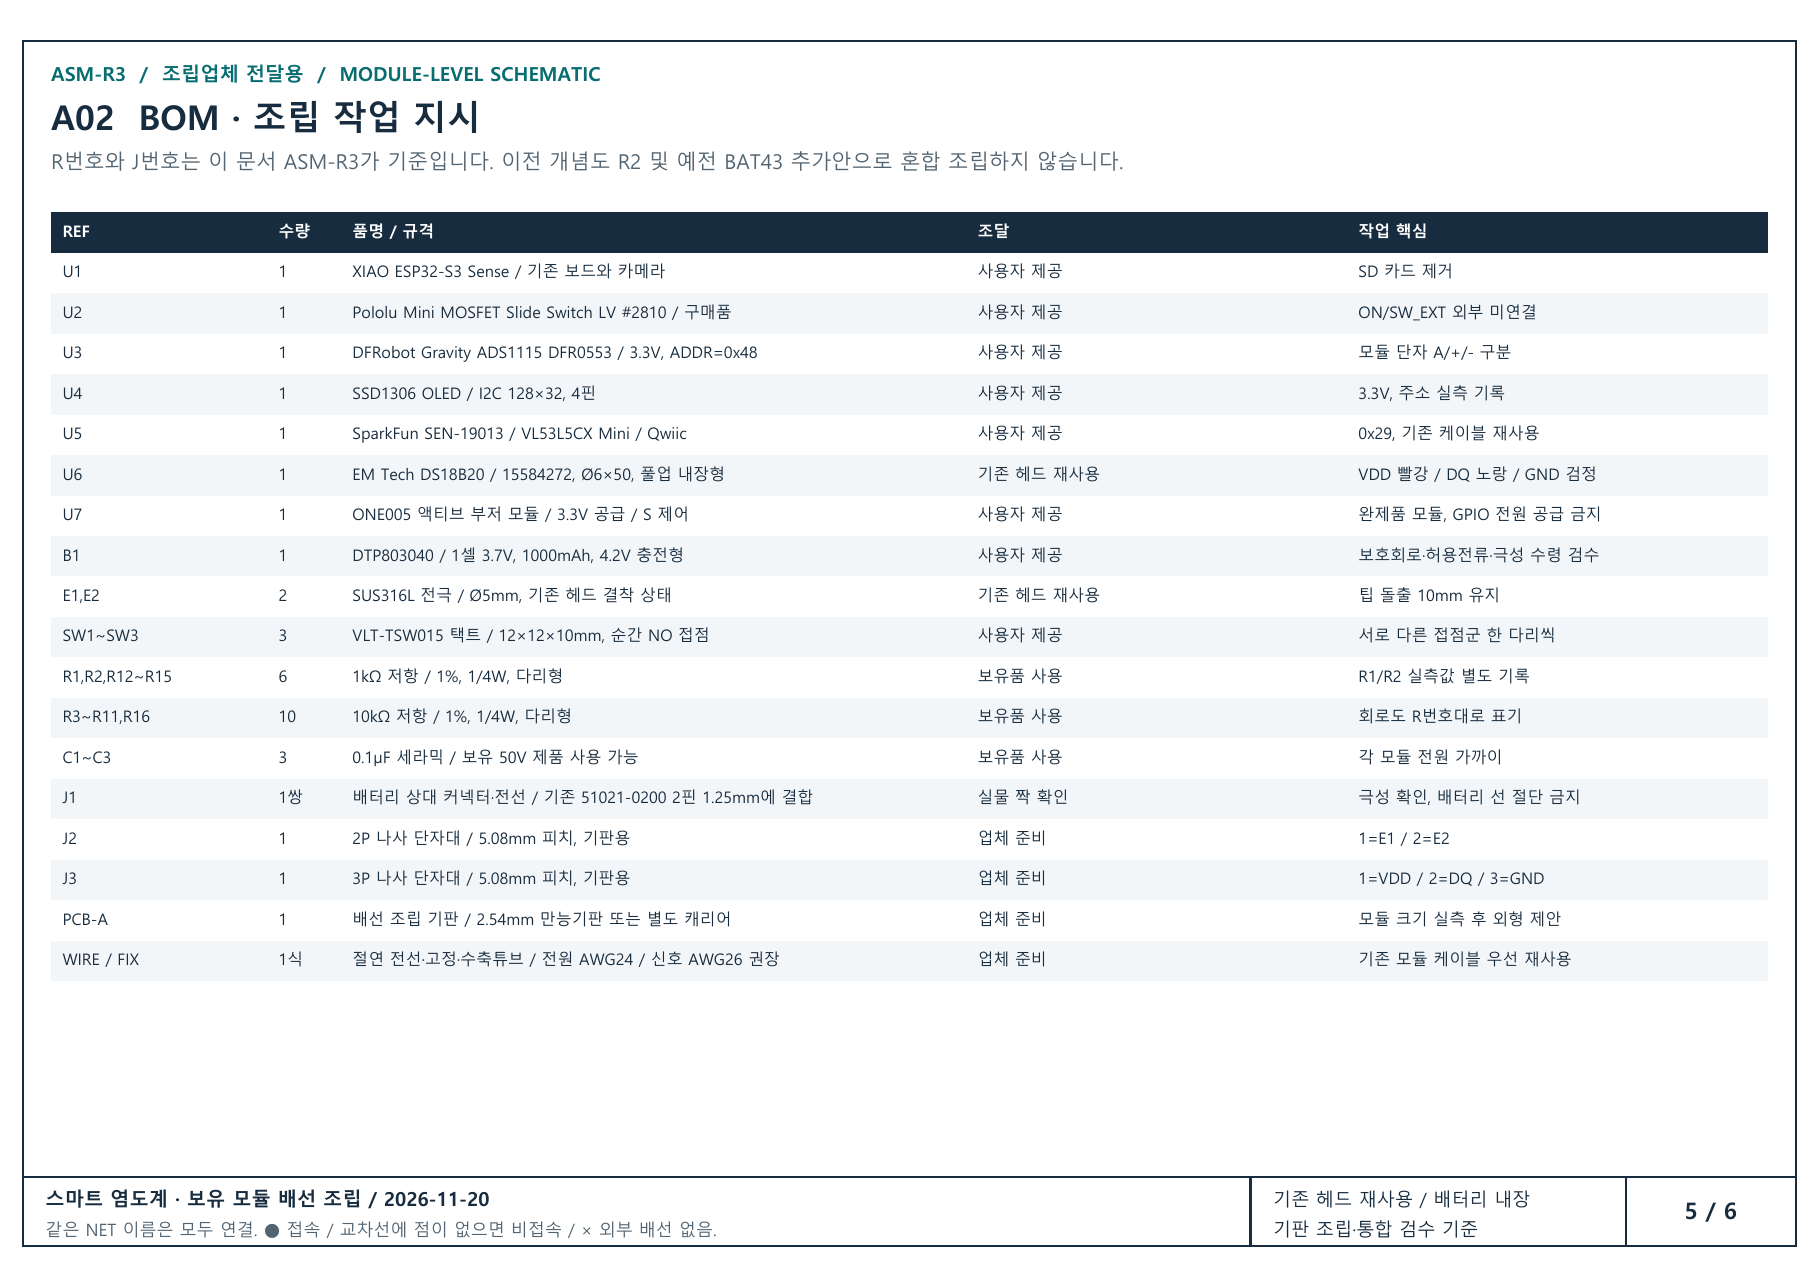 ASM-R3 / 조립업체 전달용 / MODULE-LEVEL SCHEMATIC
A02 BOM · 조립 작업 지시
R번호와 J번호는 이 문서 ASM-R3가 기준입니다. 이전 개념도 R2 및 예전 BAT43 추가안으로 혼합 조립하지 않습니다.
REF 수량 품명 / 규격 조달 작업 핵심
U1 1 XIAO ESP32-S3 Sense / 기존 보드와 카메라 사용자 제공 SD 카드 제거
U2 1 Pololu Mini MOSFET Slide Switch LV #2810 / 구매품 사용자 제공 ON/SW_EXT 외부 미연결
U3 1 DFRobot Gravity ADS1115 DFR0553 / 3.3V, ADDR=0x48 사용자 제공 모듈 단자 A/+/- 구분
U4 1 SSD1306 OLED / I2C 128×32, 4핀 사용자 제공 3.3V, 주소 실측 기록
U5 1 SparkFun SEN-19013 / VL53L5CX Mini / Qwiic 사용자 제공 0x29, 기존 케이블 재사용
U6 1 EM Tech DS18B20 / 15584272, Ø6×50, 풀업 내장형 기존 헤드 재사용 VDD 빨강 / DQ 노랑 / GND 검정
U7 1 ONE005 액티브 부저 모듈 / 3.3V 공급 / S 제어 사용자 제공 완제품 모듈, GPIO 전원 공급 금지
B1 1 DTP803040 / 1셀 3.7V, 1000mAh, 4.2V 충전형 사용자 제공 보호회로·허용전류·극성 수령 검수
E1,E2 2 SUS316L 전극 / Ø5mm, 기존 헤드 결착 상태 기존 헤드 재사용 팁 돌출 10mm 유지
SW1~SW3 3 VLT-TSW015 택트 / 12×12×10mm, 순간 NO 접점 사용자 제공 서로 다른 접점군 한 다리씩
R1,R2,R12~R15 6 1kΩ 저항 / 1%, 1/4W, 다리형 보유품 사용 R1/R2 실측값 별도 기록
R3~R11,R16 10 10kΩ 저항 / 1%, 1/4W, 다리형 보유품 사용 회로도 R번호대로 표기
C1~C3 3 0.1µF 세라믹 / 보유 50V 제품 사용 가능 보유품 사용 각 모듈 전원 가까이
J1 1쌍 배터리 상대 커넥터·전선 / 기존 51021-0200 2핀 1.25mm에 결합 실물 짝 확인 극성 확인, 배터리 선 절단 금지
J2 1 2P 나사 단자대 / 5.08mm 피치, 기판용 업체 준비 1=E1 / 2=E2
J3 1 3P 나사 단자대 / 5.08mm 피치, 기판용 업체 준비 1=VDD / 2=DQ / 3=GND
PCB-A 1 배선 조립 기판 / 2.54mm 만능기판 또는 별도 캐리어 업체 준비 모듈 크기 실측 후 외형 제안
WIRE / FIX 1식 절연 전선·고정·수축튜브 / 전원 AWG24 / 신호 AWG26 권장 업체 준비 기존 모듈 케이블 우선 재사용
스마트 염도계 · 보유 모듈 배선 조립 / 2026-11-20
같은 NET 이름은 모두 연결. ● 접속 / 교차선에 점이 없으면 비접속 / × 외부 배선 없음.
기존 헤드 재사용 / 배터리 내장
기판 조립·통합 검수 기준
5 / 6